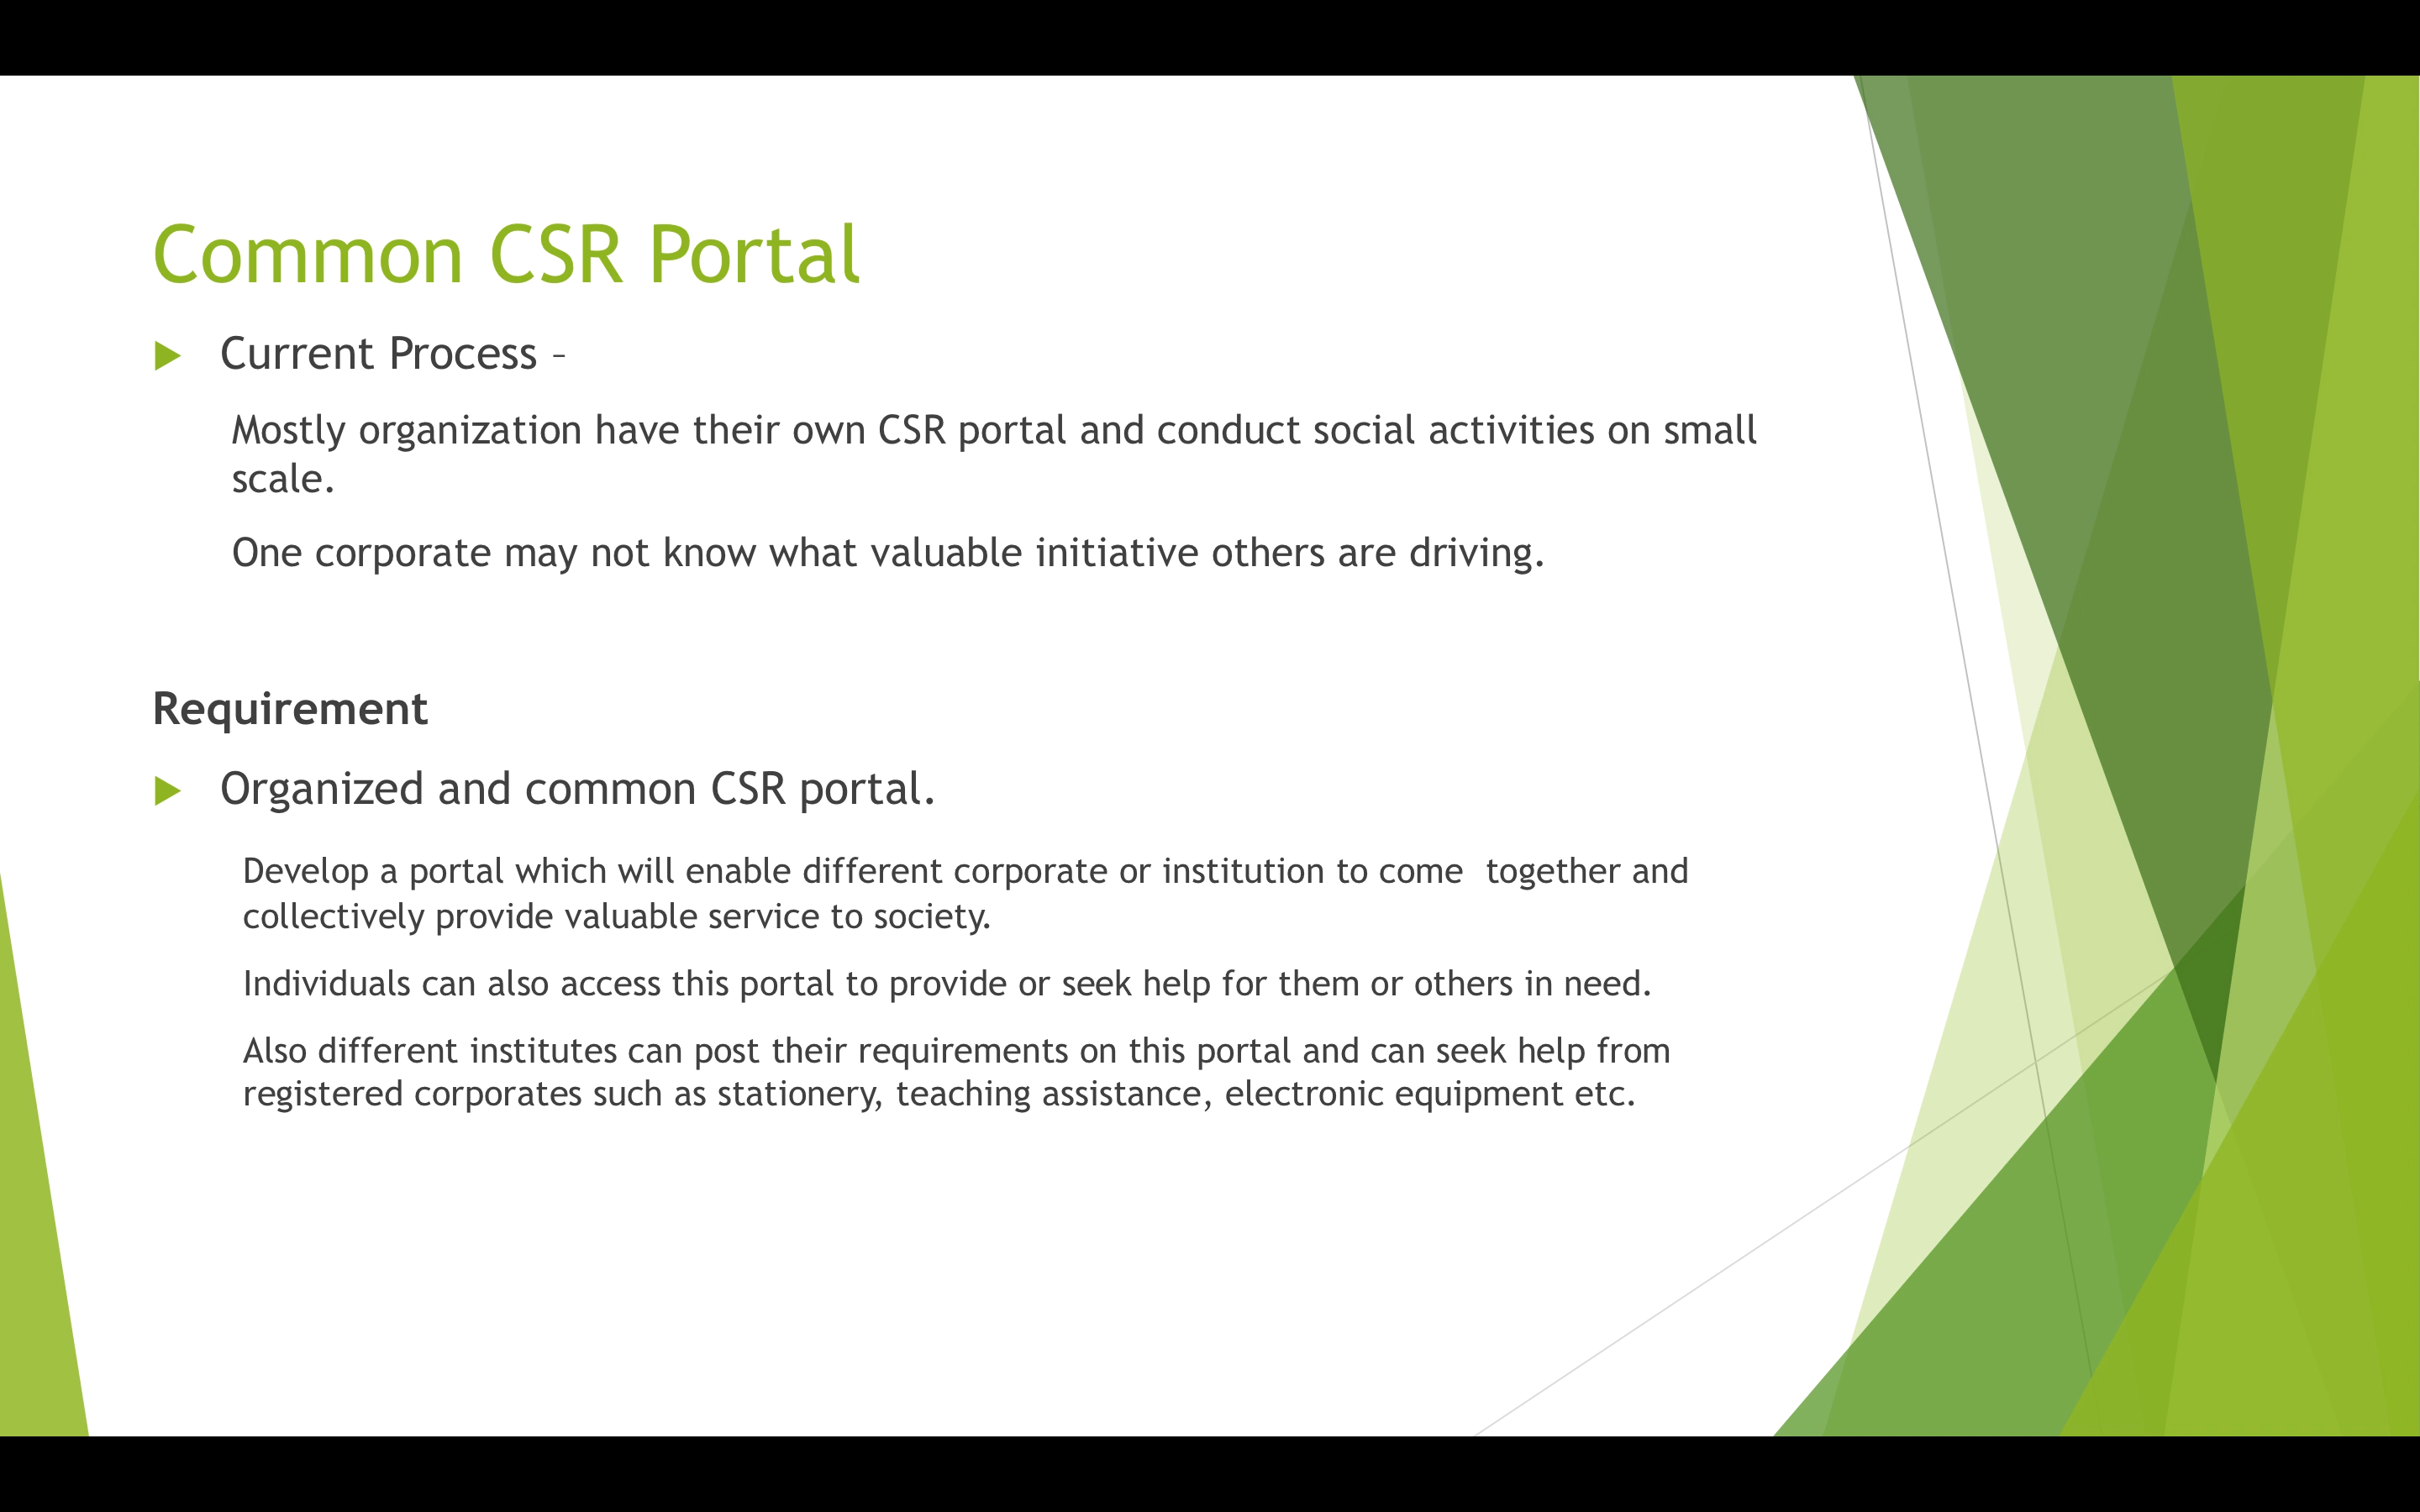 Common CSR Portal
Current Process –
Mostly organization have their own CSR portal and conduct social activities on small
scale.
One corporate may not know what valuable initiative others are driving.
Requirement
Organized and common CSR portal.
Develop a portal which will enable different corporate or institution to come  together and
collectively provide valuable service to society.
Individuals can also access this portal to provide or seek help for them or others in need.
Also different institutes can post their requirements on this portal and can seek help from
registered corporates such as stationery, teaching assistance, electronic equipment etc.